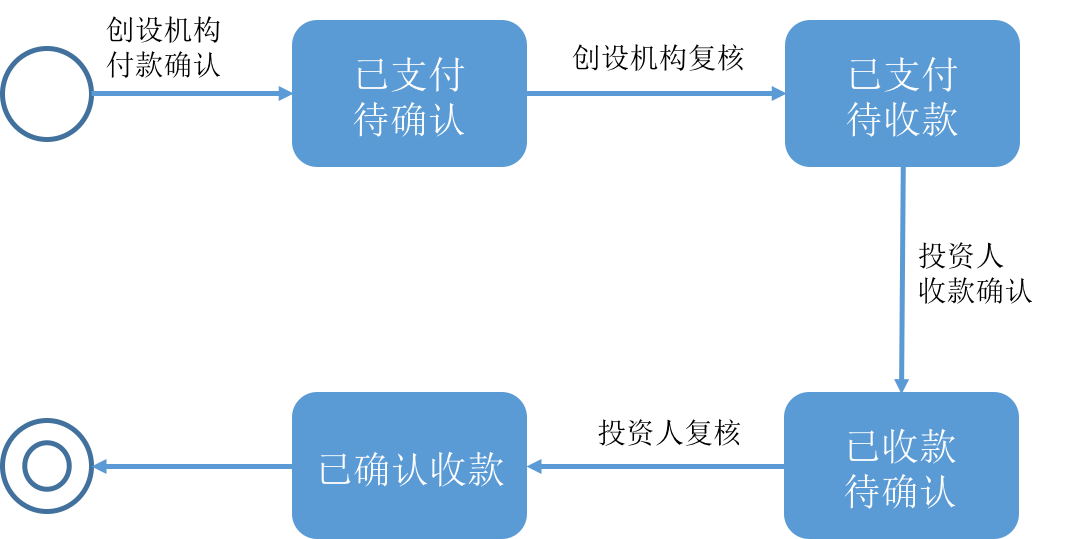 创设机构
付款确认
已支付
待确认
创设机构复核
已支付
待收款
投资人
收款确认
已收款
待确认
投资人复核
已确认收款